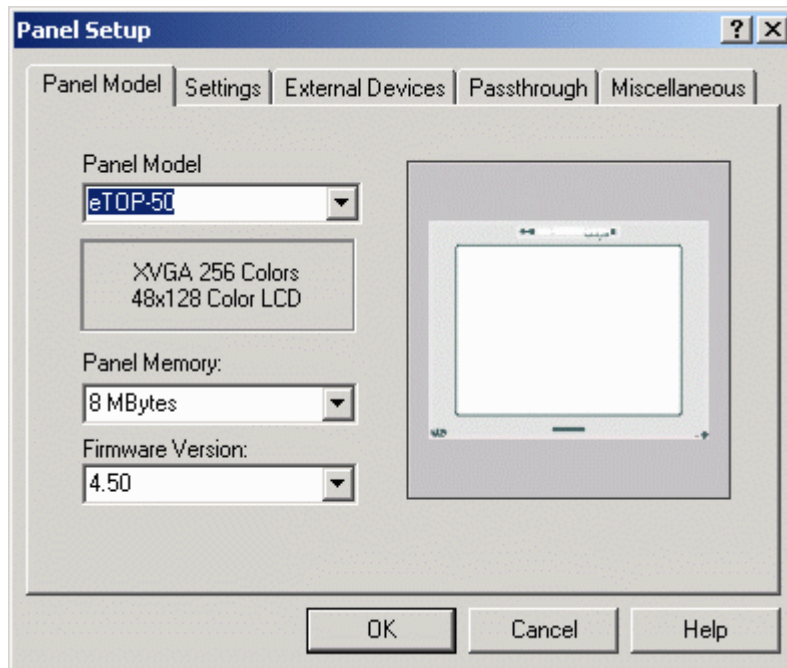 Panel Setup
Panel Model
Settings
External Devices
Passthrough
Miscellaneous
Panel Model
eTOP-50
XVGA 256 Colors
48x128 Color LCD
Panel Memory:
8 MBytes
Firmware Version:
4.50
OK
Cancel
Help